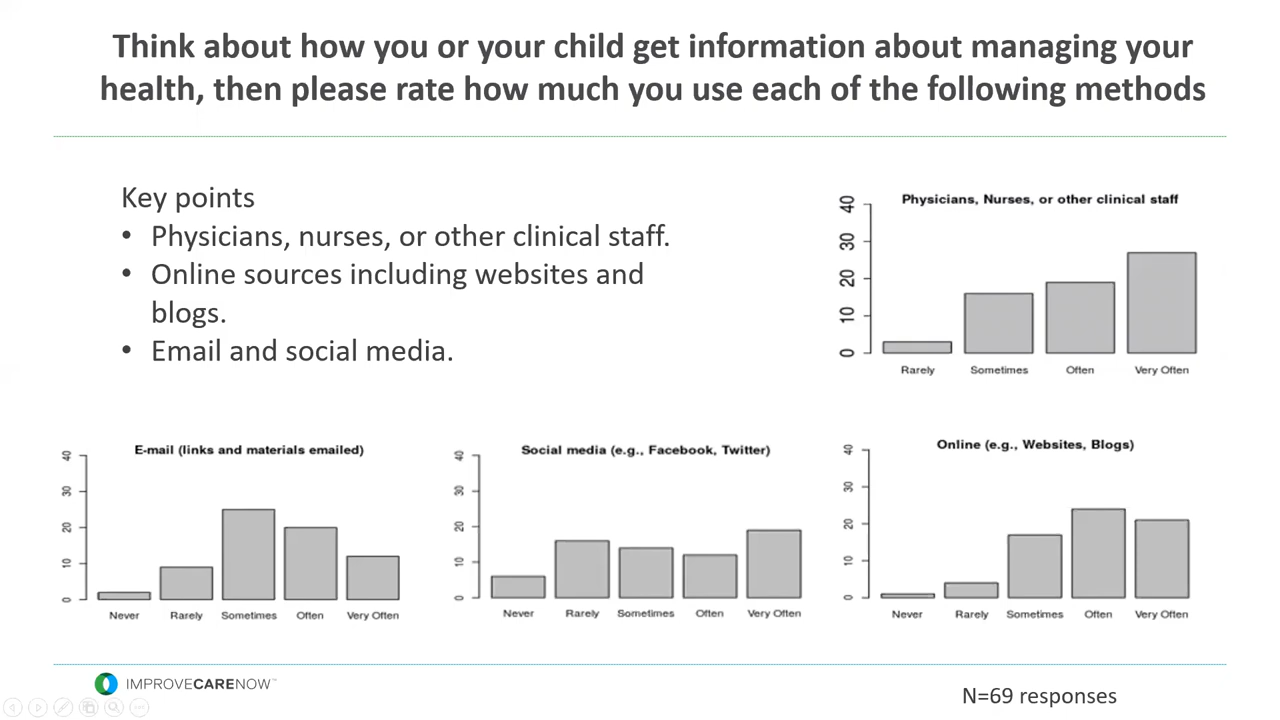 Think about how you or your child get information about managing your
health, then please rate how much you use each of the following methods
Key points
• Physicians, nurses, or other clinical staff.
• Online sources including websites and
blogs.
• Email and social media.
Physicians, Nurses, or other clinical staff
40
30
20
10
0
Rarely Sometimes Often Very Often
E-mail (links and materials emailed)
40
30
20
10
0
Never Rarely Sometimes Often Very Often
Social media (e.g., Facebook, Twitter)
40
30
20
10
0
Never Rarely Sometimes Often Very Often
Online (e.g., Websites, Blogs)
40
30
20
10
0
Never Rarely Sometimes Often Very Often
IMPROVECARENOW™
N=69 responses